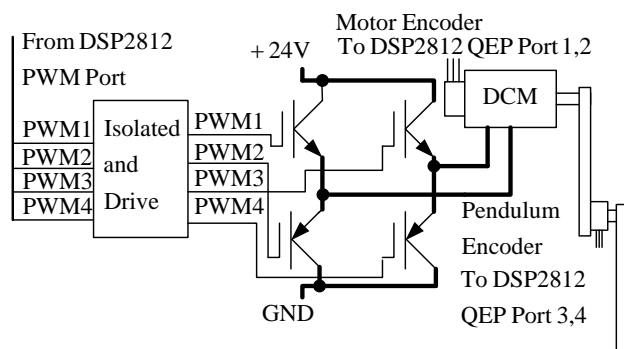 From DSP2812
PWM Port
+24V
Motor Encoder
To DSP2812 QEP Port 1,2
DCM
PWM1
PWM2
PWM3
PWM4
Isolated
and
Drive
PWM1
PWM2
PWM3
PWM4
GND
Pendulum
Encoder
To DSP2812
QEP Port 3,4